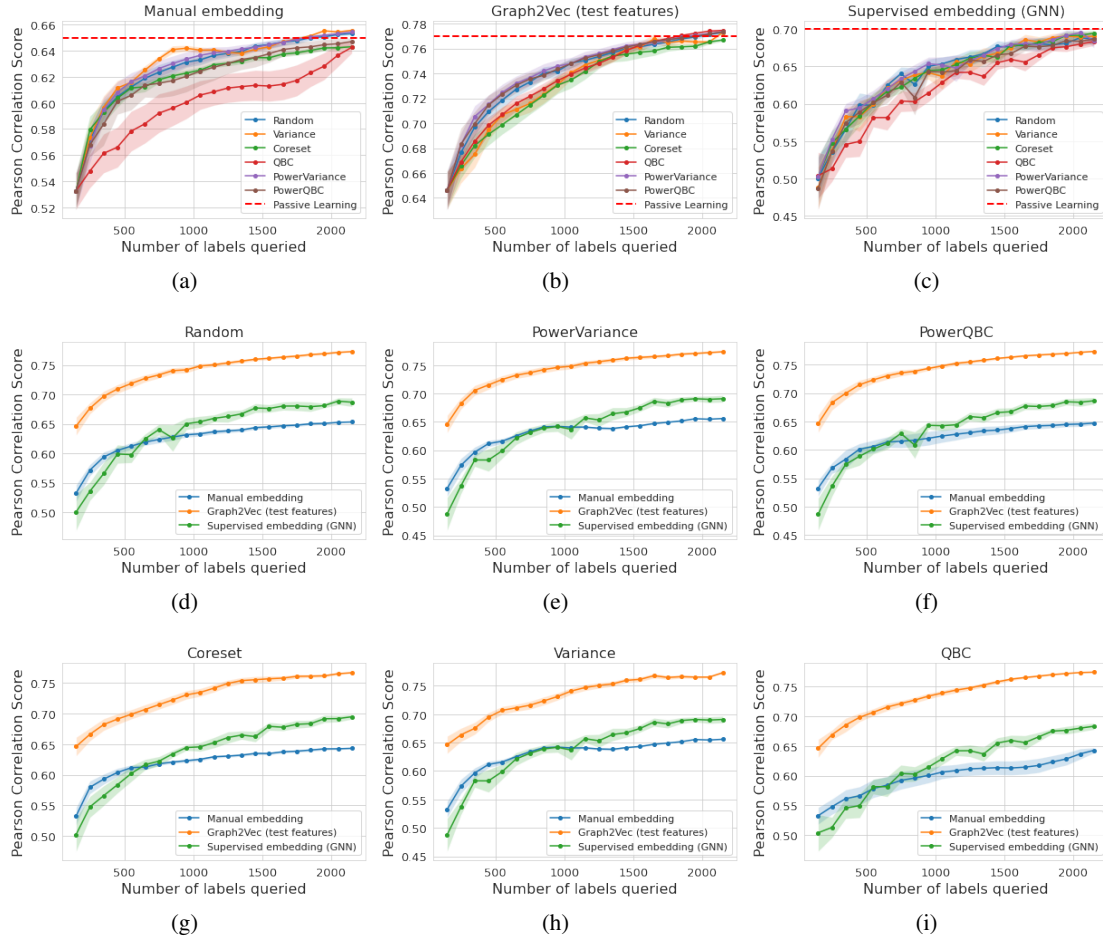 Manual embedding
Pearson Correlation Score
0.66
0.64
0.62
0.60
0.58
0.56
0.54
0.52
Random
Variance
Coreset
QBC
PowerVariance
PowerQBC
Passive Learning
500
1000
1500
2000
Number of labels queried
(a)
Graph2Vec (test features)
Pearson Correlation Score
0.78
0.76
0.74
0.72
0.70
0.68
0.66
0.64
Random
Variance
Coreset
QBC
PowerVariance
PowerQBC
Passive Learning
500
1000
1500
2000
Number of labels queried
(b)
Supervised embedding (GNN)
Pearson Correlation Score
0.70
0.65
0.60
0.55
0.50
0.45
Random
Variance
Coreset
QBC
PowerVariance
PowerQBC
Passive Learning
500
1000
1500
2000
Number of labels queried
(c)
Random
Pearson Correlation Score
0.75
0.70
0.65
0.60
0.55
0.50
Manual embedding
Graph2Vec (test features)
Supervised embedding (GNN)
500
1000
1500
2000
Number of labels queried
(d)
PowerVariance
Pearson Correlation Score
0.75
0.70
0.65
0.60
0.55
0.50
0.45
Manual embedding
Graph2Vec (test features)
Supervised embedding (GNN)
500
1000
1500
2000
Number of labels queried
(e)
PowerQBC
Pearson Correlation Score
0.75
0.70
0.65
0.60
0.55
0.50
0.45
Manual embedding
Graph2Vec (test features)
Supervised embedding (GNN)
500
1000
1500
2000
Number of labels queried
(f)
Coreset
Pearson Correlation Score
0.75
0.70
0.65
0.60
0.55
0.50
Manual embedding
Graph2Vec (test features)
Supervised embedding (GNN)
500
1000
1500
2000
Number of labels queried
(g)
Variance
Pearson Correlation Score
0.75
0.70
0.65
0.60
0.55
0.50
0.45
Manual embedding
Graph2Vec (test features)
Supervised embedding (GNN)
500
1000
1500
2000
Number of labels queried
(h)
QBC
Pearson Correlation Score
0.75
0.70
0.65
0.60
0.55
0.50
Manual embedding
Graph2Vec (test features)
Supervised embedding (GNN)
500
1000
1500
2000
Number of labels queried
(i)